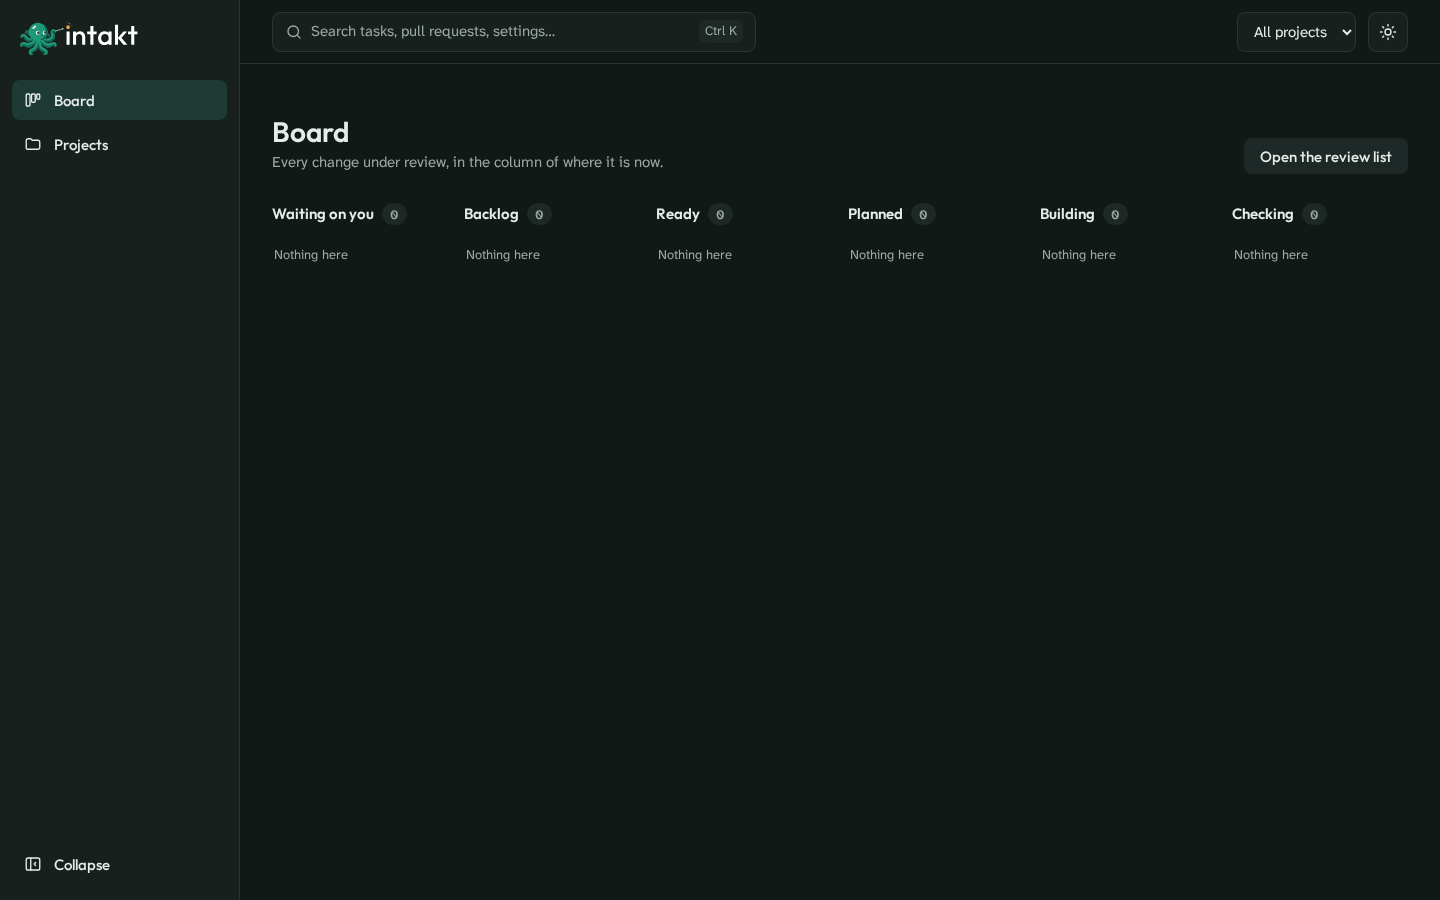 intakt
Search tasks, pull requests, settings...
Ctrl K
All projects
Board
Projects
Board
Every change under review, in the column of where it is now.
Open the review list
Waiting on you 0
Backlog 0
Ready 0
Planned 0
Building 0
Checking 0
Nothing here
Nothing here
Nothing here
Nothing here
Nothing here
Nothing here
Collapse